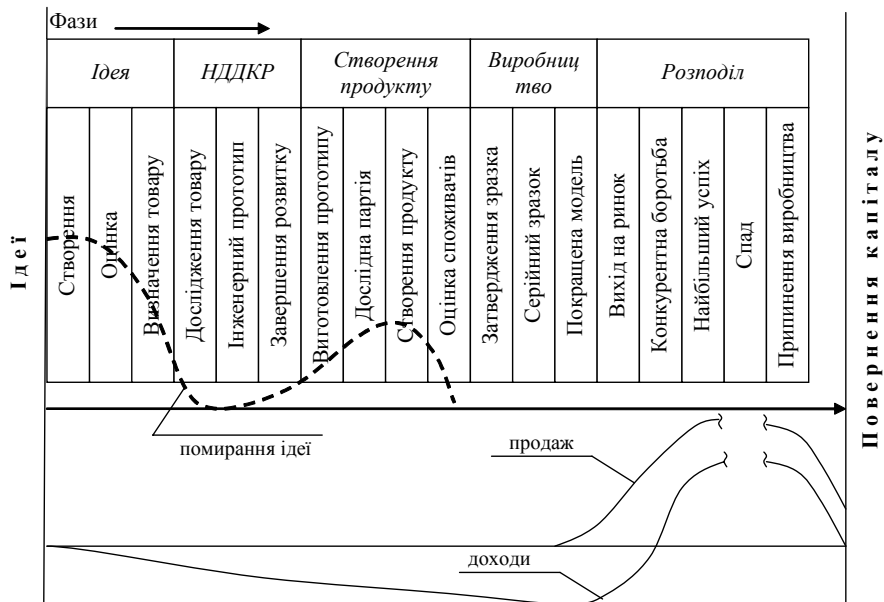 Фази
Ідея
НДДКР
Створення
продукту
Виробниц
тво
Розподіл
Створення
Оцінка
Визначення товару
Дослідження товару
Інженерний прототип
Завершення розвитку
Виготовлення прототипу
Дослідна партія
Створення продукту
Оцінка споживачів
Затвердження зразка
Серійний зразок
Покращена модель
Вихід на ринок
Конкурентна боротьба
Найбільший успіх
Спад
Припинення виробництва
Ідеї
Повернення капіталу
помирання ідеї
продаж
доходи